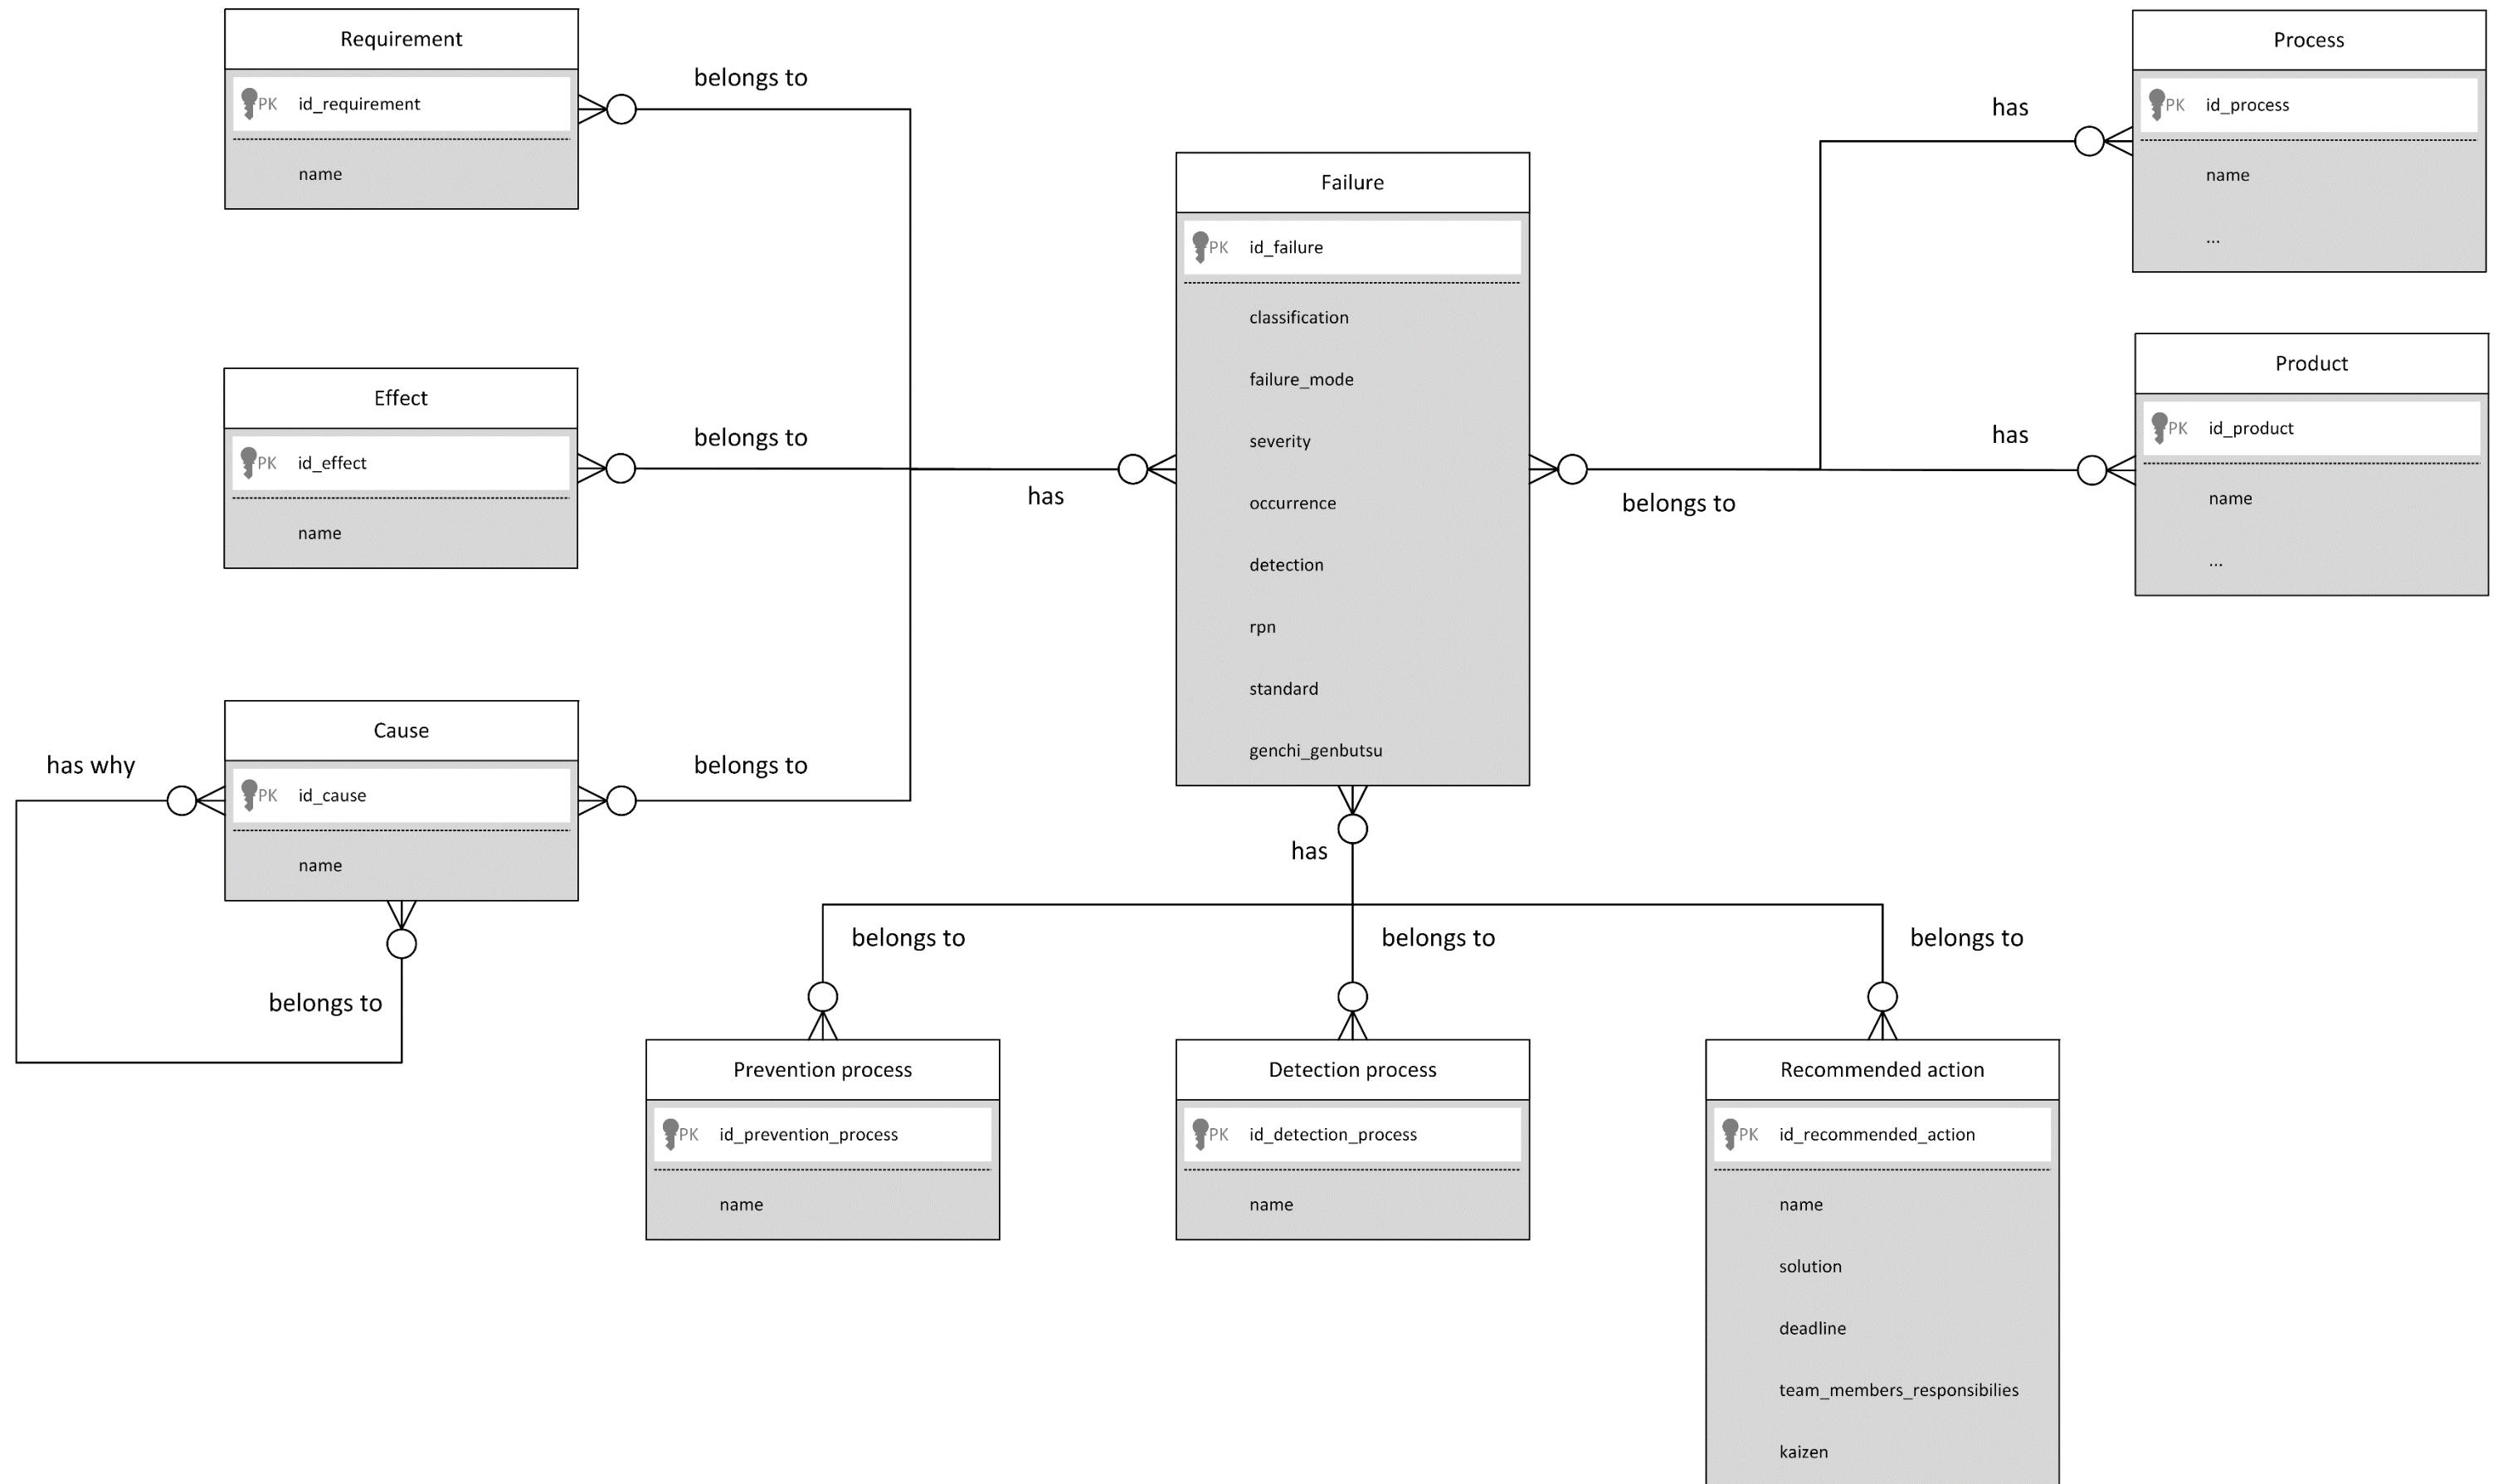 Requirement
PK id_requirement
name
belongs to
Effect
PK id_effect
name
belongs to
has
Cause
PK id_cause
name
has why
belongs to
belongs to
Failure
PK id_failure
classification
failure_mode
severity
occurrence
detection
rpn
standard
genchi_genbutsu
has
Process
PK id_process
name
...
has
Product
PK id_product
name
...
has
belongs to
belongs to
belongs to
belongs to
Prevention process
PK id_prevention_process
name
Detection process
PK id_detection_process
name
Recommended action
PK id_recommended_action
name
solution
deadline
team_members_responsibilies
kaizen